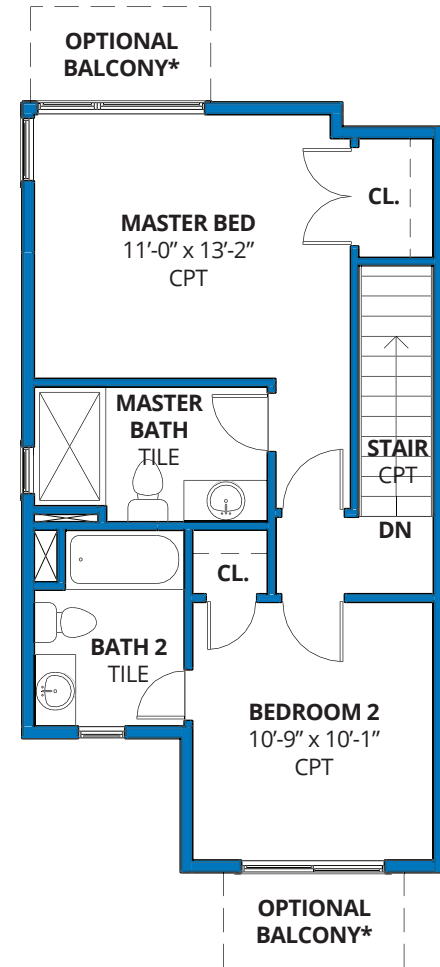 OPTIONAL
BALCONY*
CL.
MASTER BED
11’-0” x 13’-2”
CPT
MASTER
BATH
TILE
STAIR
CPT
DN
CL.
BATH 2
TILE
BEDROOM 2
10’-9” x 10’-1”
CPT
OPTIONAL
BALCONY*